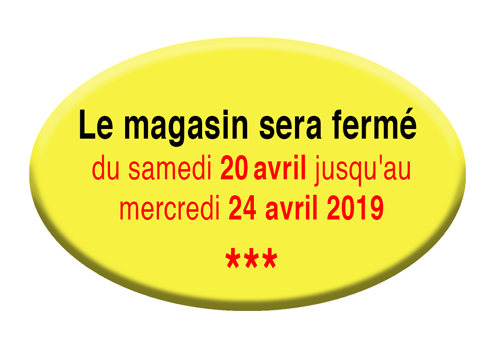 Le magasin sera fermé
du samedi 20 avril jusqu'au
mercredi 24 avril 2019
***